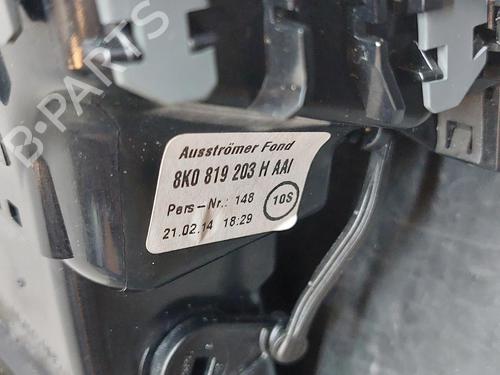 B-PARTS
Ausströmer Fond
8K0 819 203 H AAI
Pers-Nr.: 148
10S
21.02.14 18:29